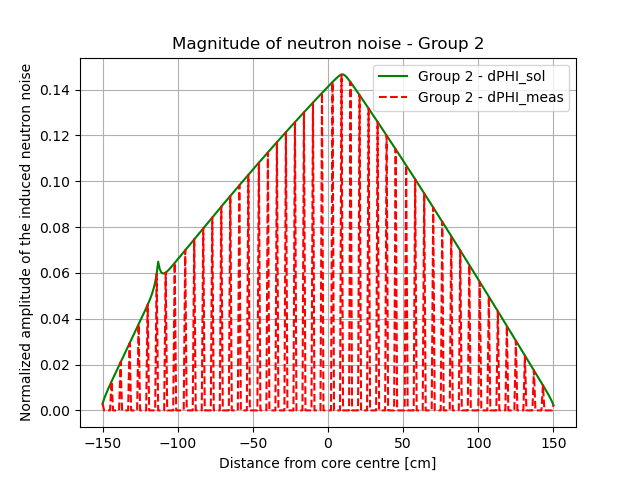 Magnitude of neutron noise - Group 2
Normalized amplitude of the induced neutron noise
0.14
0.12
0.10
0.08
0.06
0.04
0.02
0.00
Group 2 - dPHI_sol
Group 2 - dPHI_meas
−150 −100 −50 0 50 100 150
Distance from core centre [cm]